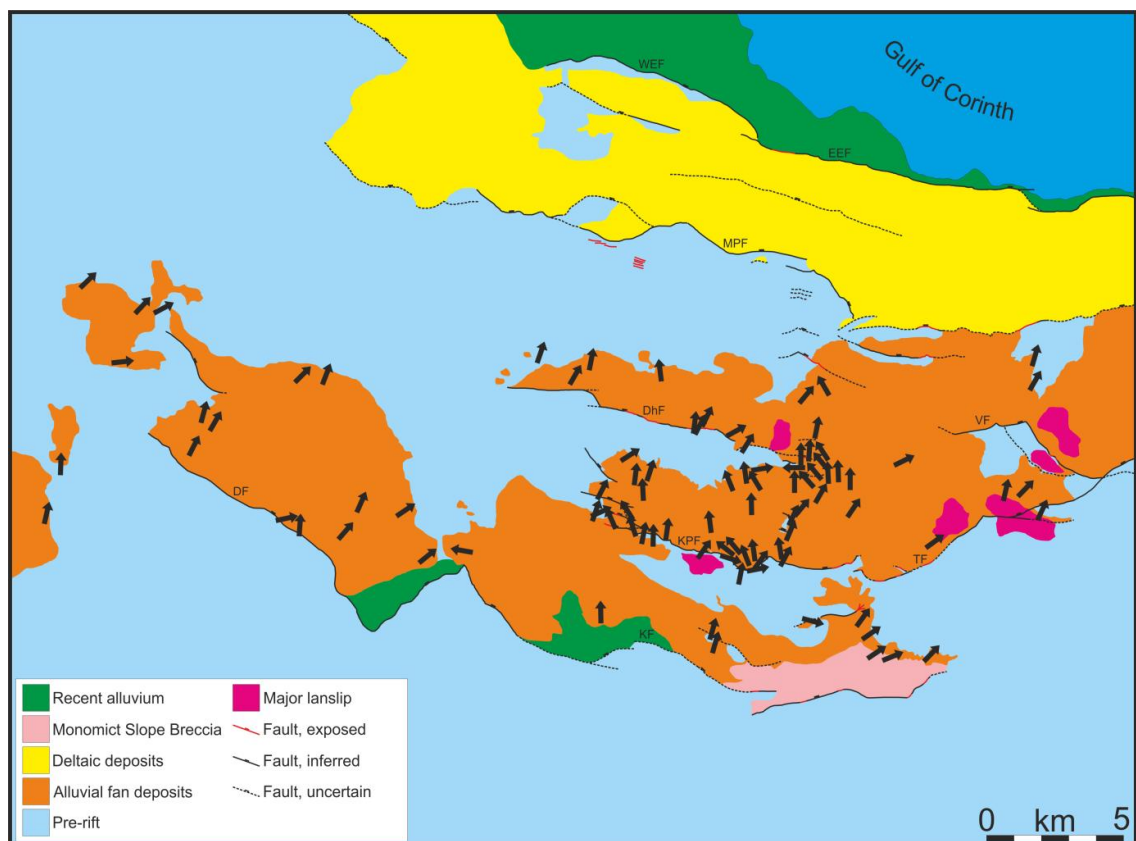 Gulf of Corinth
WEF
EEF
MPF
DhF
VF
DF
KPF
TF
KF
Recent alluvium
Monomict Slope Breccia
Deltaic deposits
Alluvial fan deposits
Pre-rift
Major lanslip
Fault, exposed
Fault, inferred
Fault, uncertain
0 km 5